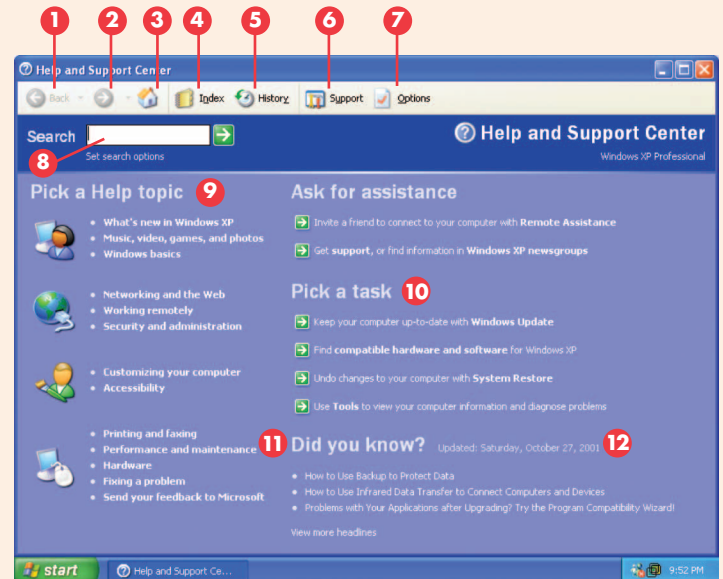 1 2 3 4 5 6 7
Help and Support Center
Back Index History Support Options
Search
8
Set search options
Help and Support Center
Windows XP Professional
Pick a Help topic 9
What's new in Windows XP
Music, video, games, and photos
Windows basics
Networking and the Web
Working remotely
Security and administration
Customizing your computer
Accessibility
Printing and faxing
Performance and maintenance
Hardware
Fixing a problem
Send your feedback to Microsoft
Ask for assistance
Invite a friend to connect to your computer with Remote Assistance
Get support, or find information in Windows XP newsgroups
Pick a task 10
Keep your computer up-to-date with Windows Update
Find compatible hardware and software for Windows XP
Undo changes to your computer with System Restore
Use Tools to view your computer information and diagnose problems
11 Did you know? Updated: Saturday, October 27, 2001 12
How to Use Backup to Protect Data
How to Use Infrared Data Transfer to Connect Computers and Devices
Problems with Your Applications after Upgrading? Try the Program Compatibility Wizard!
View more headlines
start Help and Support Ce... 9:52 PM